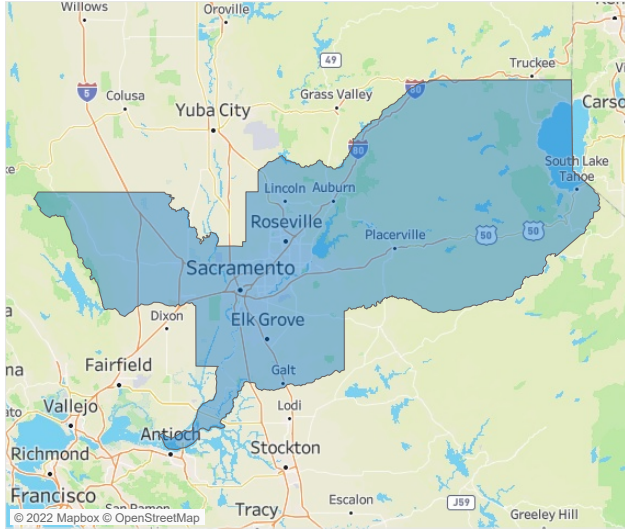 Willows
Oroville
49
Truckee
5
Colusa
Grass Valley
80
Yuba City
Carso
80
South Lake
Tahoe
Lincoln Auburn
Roseville
Placerville
50
50
Sacramento
Dixon
Elk Grove
Fairfield
Galt
Vallejo
Lodi
Antioch
Richmond
Stockton
Francisco
San Ramon
Tracy
Escalon
J59
Greeley Hill
© 2022 Mapbox © OpenStreetMap